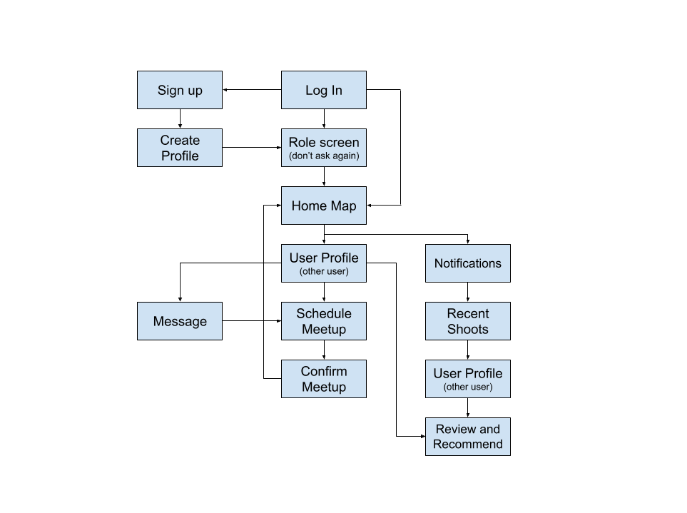 Sign up
Log In
Create
Profile
Role screen
(don't ask again)
Home Map
User Profile
(other user)
Notifications
Message
Schedule
Meetup
Recent
Shoots
Confirm
Meetup
User Profile
(other user)
Review and
Recommend